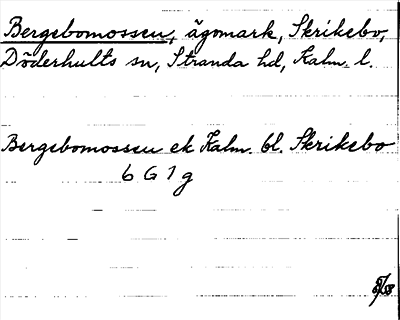 Bergebomossen, ägomark, Skrikebo,
Döderhults sn, Stranda hd, Kalm. l.
Bergebomossen ek Kalm. bl. Skrikebo
6 G 1 g